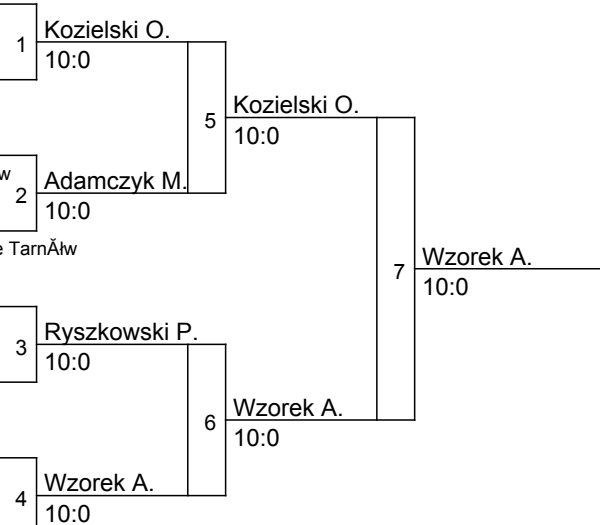 Kozielski O.
1
10:0
Kozielski O.
5
10:0
w
Adamczyk M.
2
10:0
e TarnĂłw
Wzorek A.
7
10:0
Ryszkowski P.
3
10:0
Wzorek A.
6
10:0
Wzorek A.
4
10:0